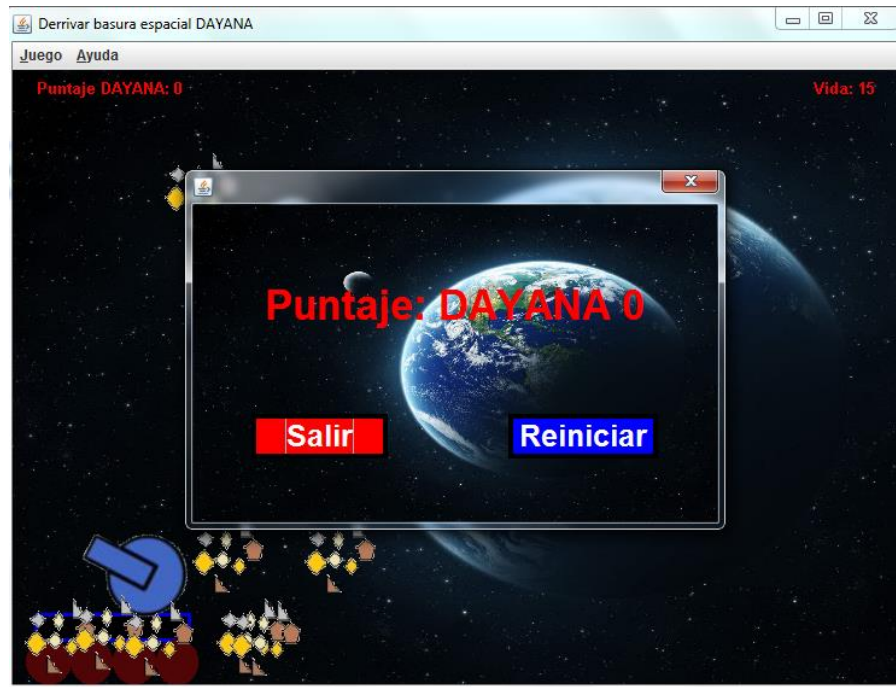 Derrivar basura espacial DAYANA
Juego Ayuda
Puntaje DAYANA: 0
Vida: 15
Puntaje: DAYANA 0
Salir
Reiniciar